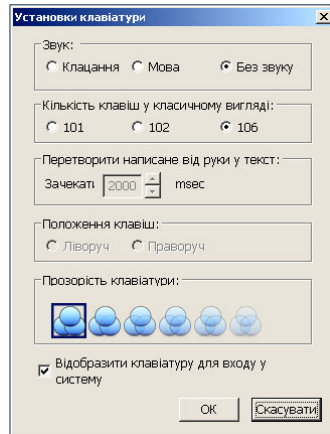 Установки клавіатури
Звук:
Клацання Мова Без звуку
Кількість клавіш у класичному вигляді:
101 102 106
Перетворити написане від руки у текст:
Зачекати 2000 msec
Положення клавіш:
Ліворуч Праворуч
Прозорість клавіатури:
Відобразити клавіатуру для входу у
систему
OK Скасувати